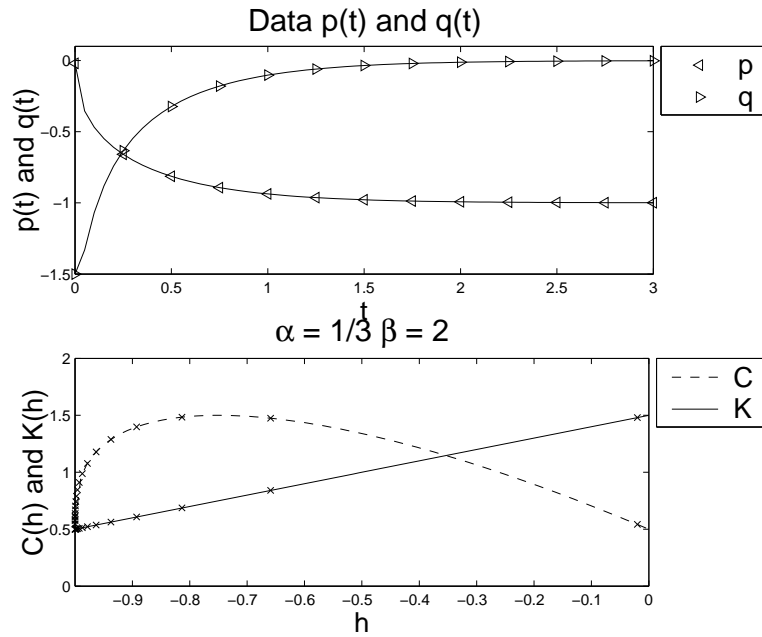 Data p(t) and q(t)
p(t) and q(t)
0
−0.5
−1
−1.5
0 0.5 1 1.5 2 2.5 3
t
p
q
α = 1/3 β = 2
C(h) and K(h)
2
1.5
1
0.5
0
−0.9 −0.8 −0.7 −0.6 −0.5 −0.4 −0.3 −0.2 −0.1 0
h
C
K